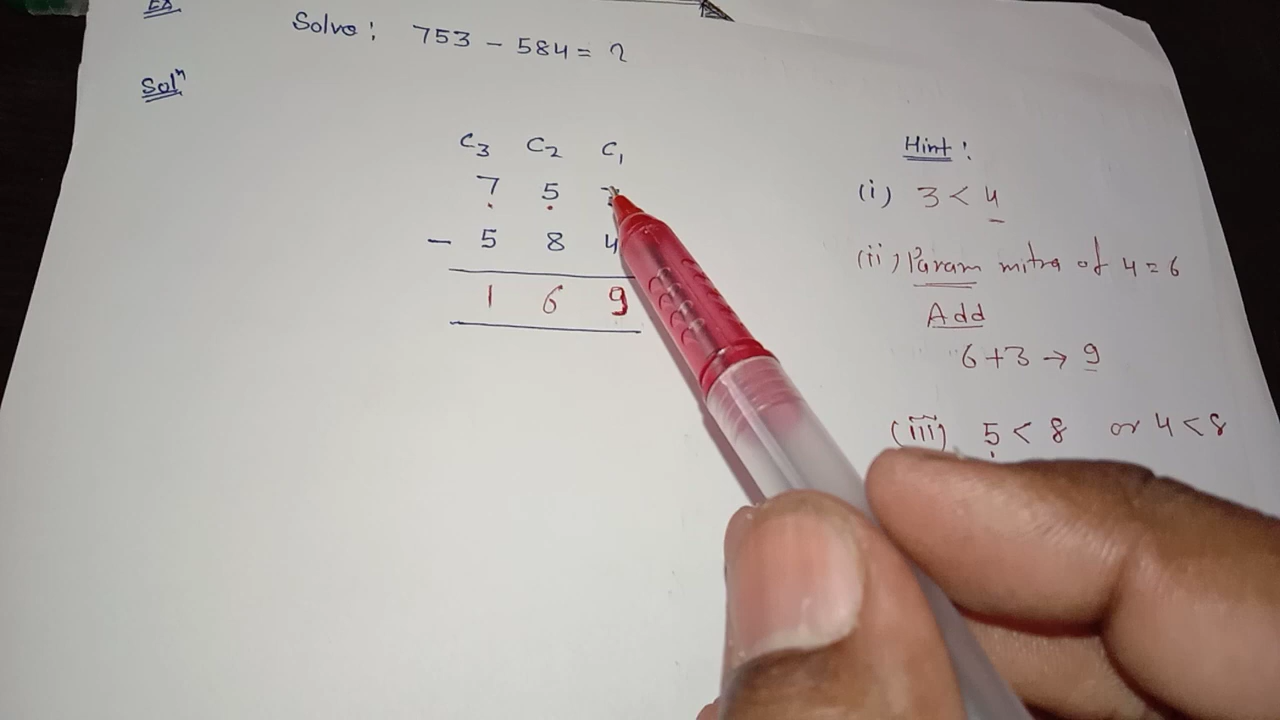 Ex
Solve: 753 - 584 = ?
Solⁿ
C3 C2 C1
7 5
- 5 8 4
1 6 9
Hint:
(i) 3 < 4
(ii) Param mitra of 4 = 6
Add
6+3 → 9
(iii) 5 < 8 or 4 < 8